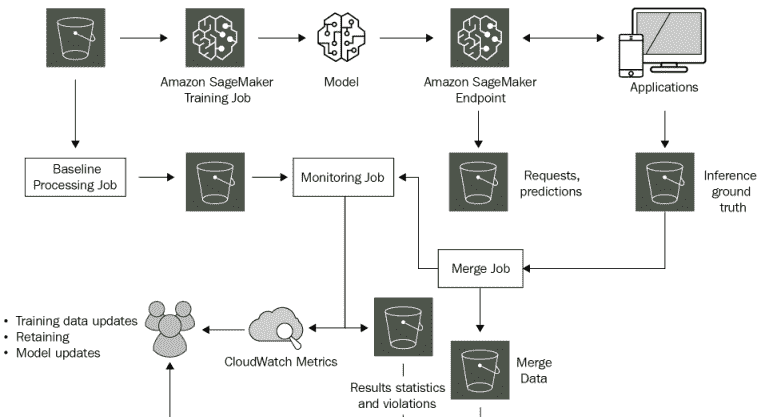 Amazon SageMaker
Training Job
Model
Amazon SageMaker
Endpoint
Applications
Baseline
Processing Job
Monitoring Job
Requests,
predictions
Inference
ground
truth
Merge Job
• Training data updates
• Retaining
• Model updates
CloudWatch Metrics
Results statistics
and violations
Merge
Data